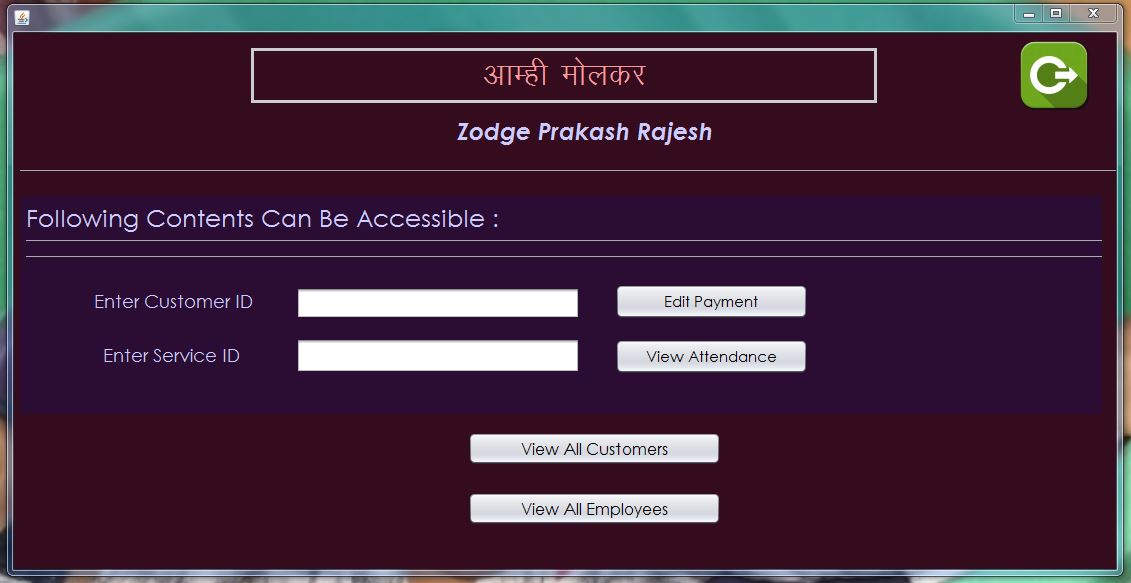 आम्ही मोलकर
Zodge Prakash Rajesh
Following Contents Can Be Accessible :
Enter Customer ID
Edit Payment
Enter Service ID
View Attendance
View All Customers
View All Employees